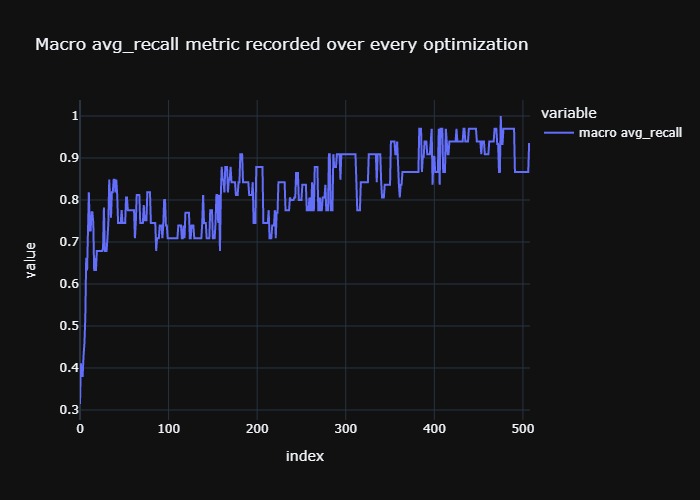 Macro avg_recall metric recorded over every optimization
variable
macro avg_recall
1
0.9
0.8
0.7
0.6
0.5
0.4
0.3
value
0
100
200
300
400
500
index